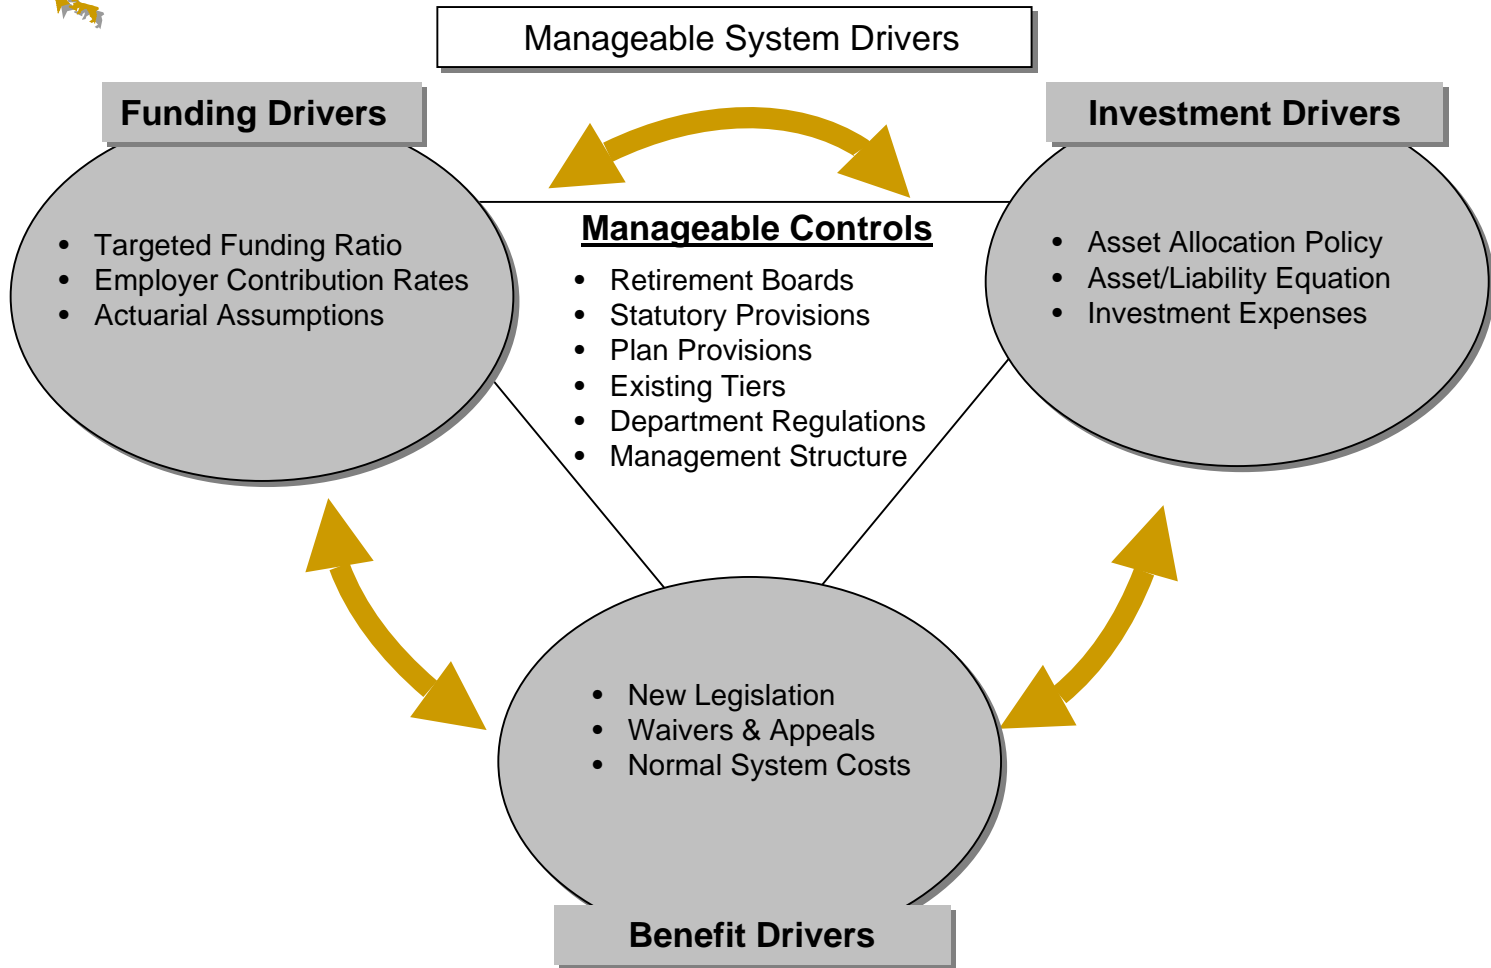 Manageable System Drivers
Funding Drivers
Investment Drivers
• Targeted Funding Ratio
• Employer Contribution Rates
• Actuarial Assumptions
Manageable Controls
• Retirement Boards
• Statutory Provisions
• Plan Provisions
• Existing Tiers
• Department Regulations
• Management Structure
• Asset Allocation Policy
• Asset/Liability Equation
• Investment Expenses
• New Legislation
• Waivers & Appeals
• Normal System Costs
Benefit Drivers